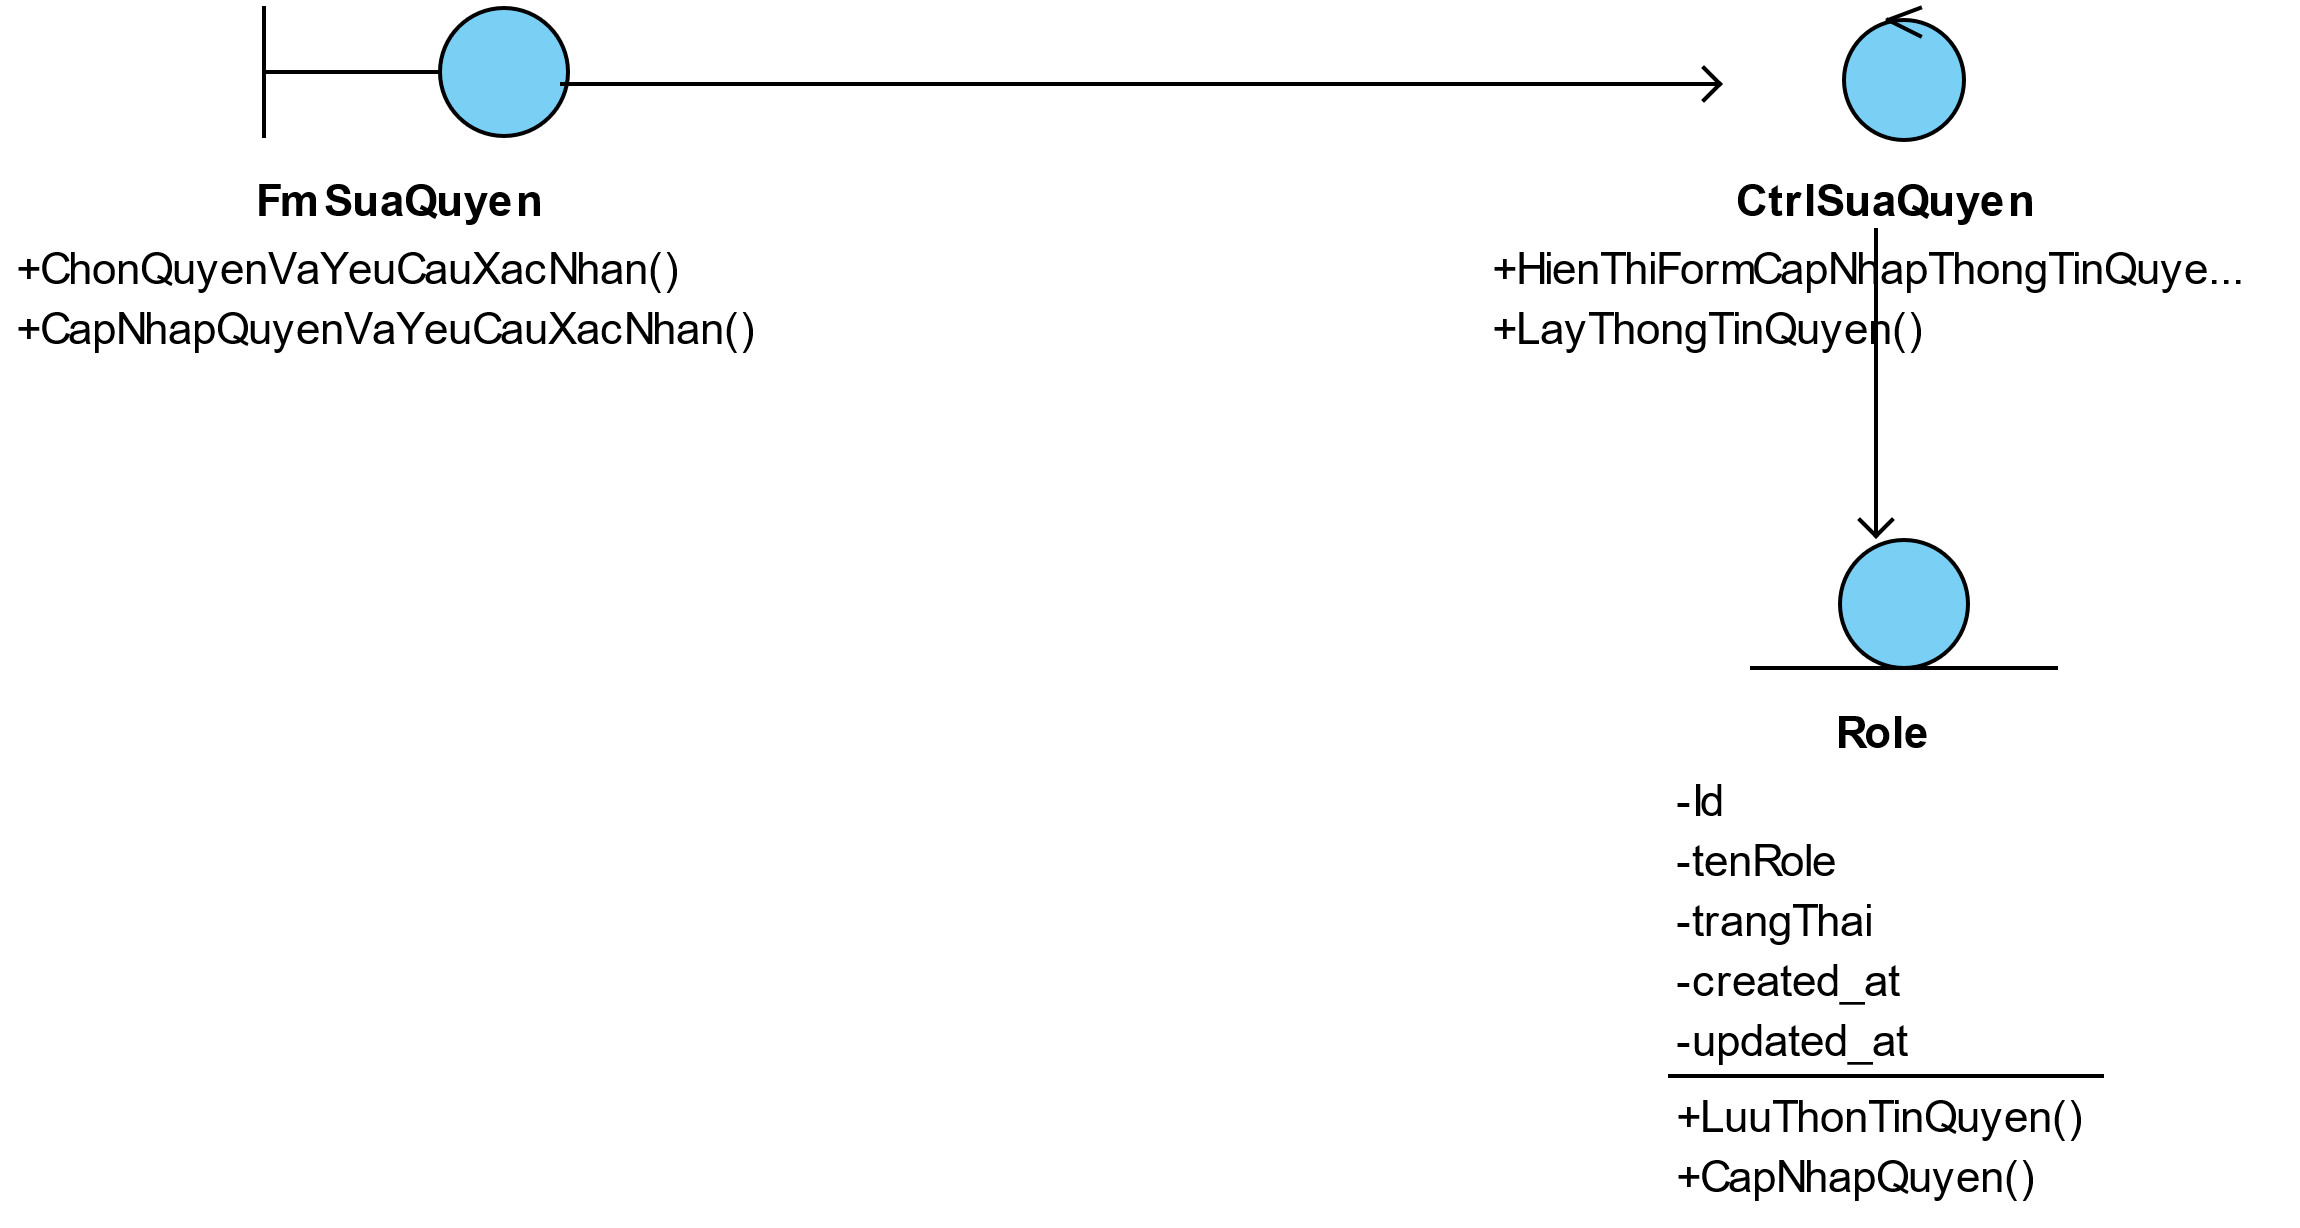 FmSuaQuyen
+ChonQuyenVaYeuCauXacNhan()
+CapNhapQuyenVaYeuCauXacNhan()
CtrlSuaQuyen
+HienThiFormCapNhapThongTinQuye...
+LayThongTinQuyen()
Role
-Id
-tenRole
-trangThai
-created_at
-updated_at
+LuuThonTinQuyen()
+CapNhapQuyen()